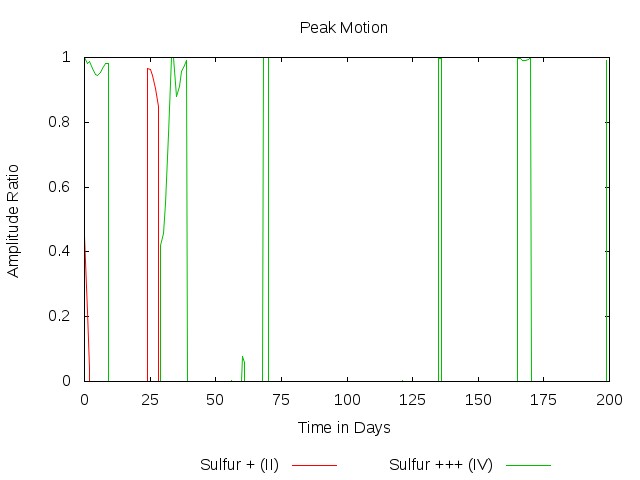 Peak Motion
1
0.8
0.6
0.4
0.2
0
Amplitude Ratio
0 25 50 75 100 125 150 175 200
Time in Days
Sulfur + (II) Sulfur +++ (IV)